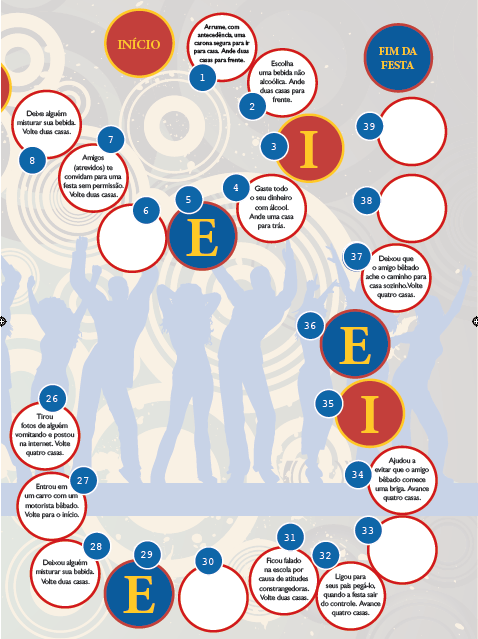 INÍCIO
Arrume, com
antecedência, uma
carona segura para ir
para casa. Ande duas
casas para frente.
1
Escolha
uma bebida não
alcoólica. Ande
duas casas para
frente.
2
3
I
Gaste todo
o seu dinheiro
com álcool.
Ande uma casa
para trás.
4
5
E
6
7
Amigos
(atrevidos) te
convidam para uma
festa sem permissão.
Volte duas casas.
Deixe alguém
misturar sua bebida.
Volte duas casas.
8
26
Tirou
fotos de alguém
vomitando e postou
na internet. Volte
quatro casas.
27
Entrou em
um carro com um
motorista bêbado.
Volte para o início.
28
Deixou alguém
misturar sua bebida.
Volte duas casas.
29
E
30
31
Ficou falado
na escola por
causa de atitudes
constrangedoras.
Volte duas casas.
32
Ligou para
seus pais pegá-lo,
quando a festa sair
do controle. Avance
quatro casas.
33
34
Ajudou a
evitar que o amigo
bêbado comece
uma briga. Avance
quatro casas.
35
I
36
E
37
Deixou que
o amigo bêbado
ache o caminho para
casa sozinho.Volte
quatro casas.
38
39
FIM DA
FESTA